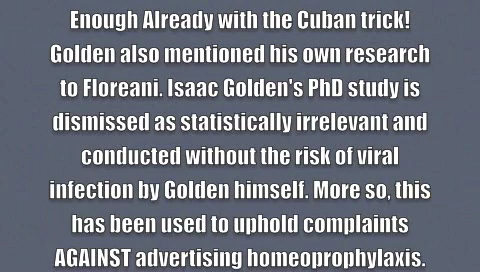 Enough Already with the Cuban trick!
Golden also mentioned his own research
to Floreani. Isaac Golden's PhD study is
dismissed as statistically irrelevant and
conducted without the risk of viral
infection by Golden himself. More so, this
has been used to uphold complaints
AGAINST advertising homeoprophylaxis.